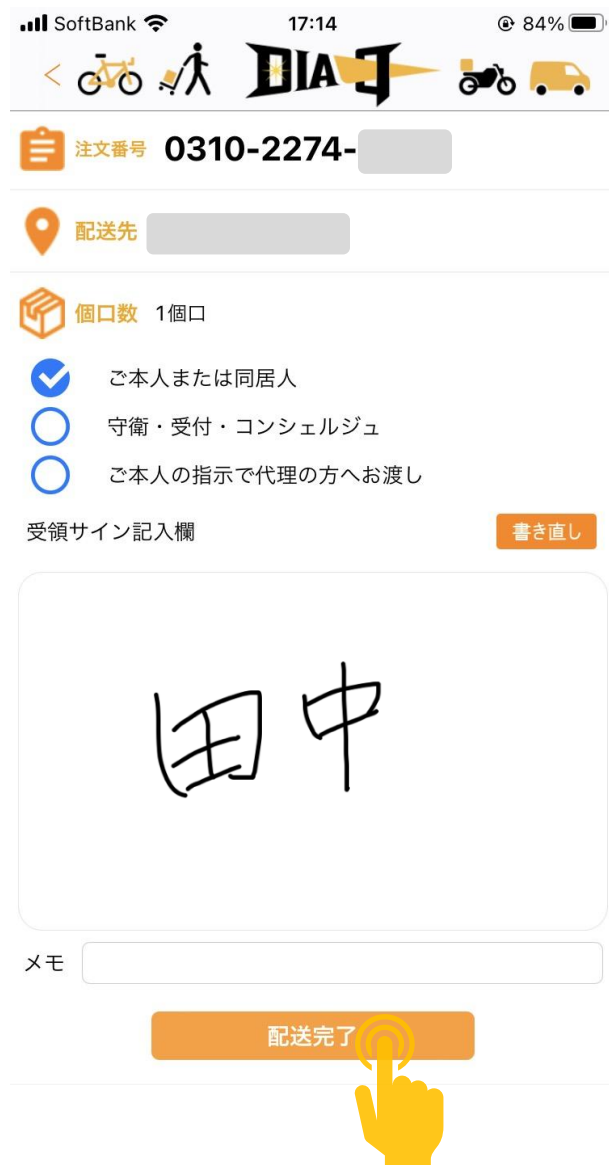 SoftBank 17:14 84%
DIAq
注文番号 0310-2274-
配送先
個口数 1個口
ご本人または同居人
守衛・受付・コンシェルジュ
ご本人の指示で代理の方へお渡し
受領サイン記入欄 書き直し
田中
メモ
配送完了